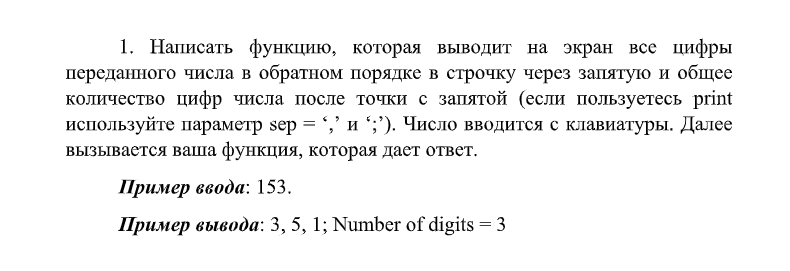 1. Написать функцию, которая выводит на экран все цифры
переданного числа в обратном порядке в строчку через запятую и общее
количество цифр числа после точки с запятой (если пользуетесь print
используйте параметр sep = ‘,’ и ‘;’). Число вводится с клавиатуры. Далее
вызывается ваша функция, которая дает ответ.
Пример ввода: 153.
Пример вывода: 3, 5, 1; Number of digits = 3